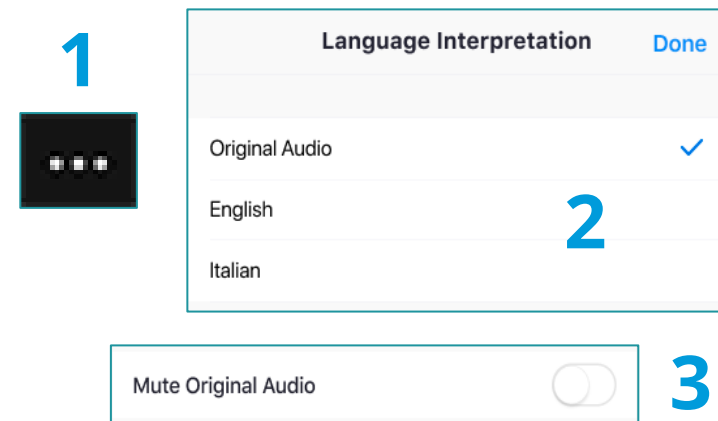 1
Language Interpretation Done
Original Audio
English
2
Italian
Mute Original Audio
3